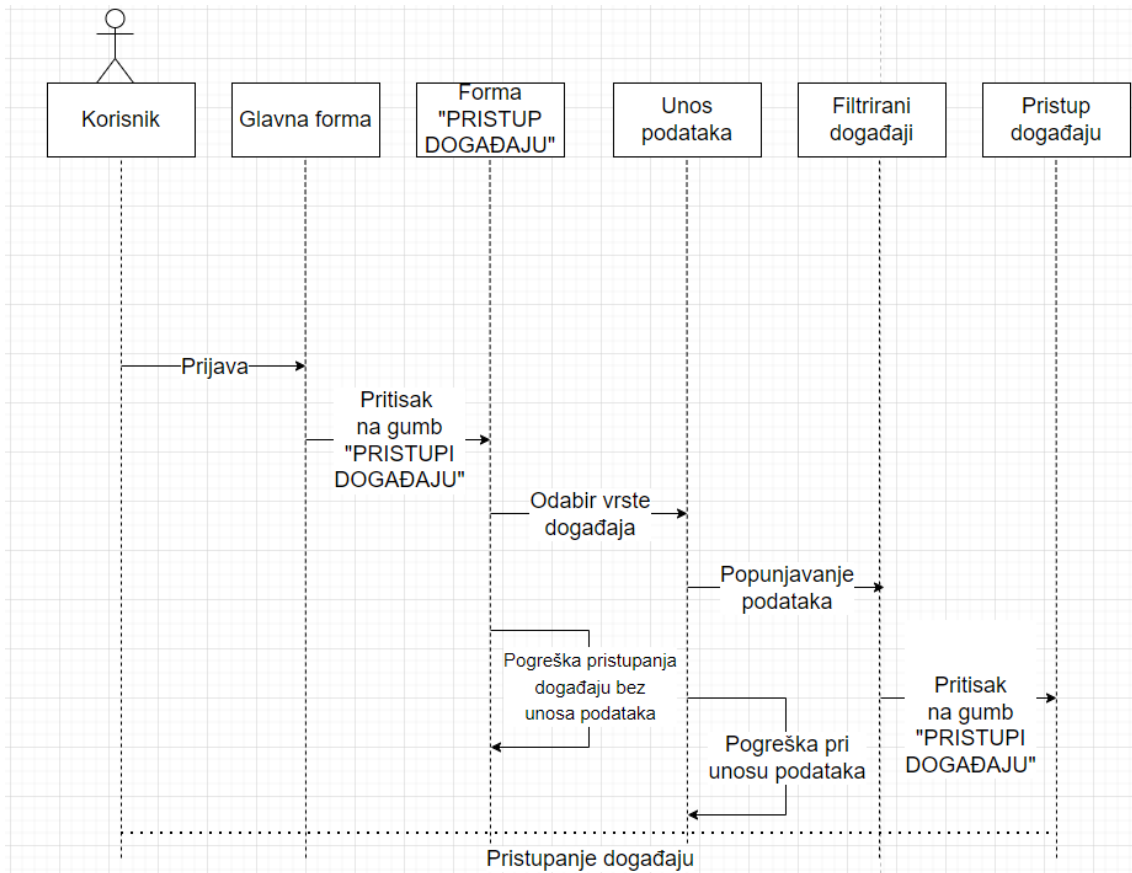 Korisnik
Glavna forma
Forma
"PRISTUP
DOGAĐAJU"
Unos
podataka
Filtrirani
događaji
Pristup
događaju
Prijava
Pritisak
na gumb
"PRISTUPI
DOGAĐAJU"
Odabir vrste
događaja
Popunjavanje
podataka
Pogreška pristupanja
događaju bez
unosa podataka
Pritisak
na gumb
"PRISTUPI
DOGAĐAJU"
Pogreška pri
unosu podataka
Pristupanje događaju